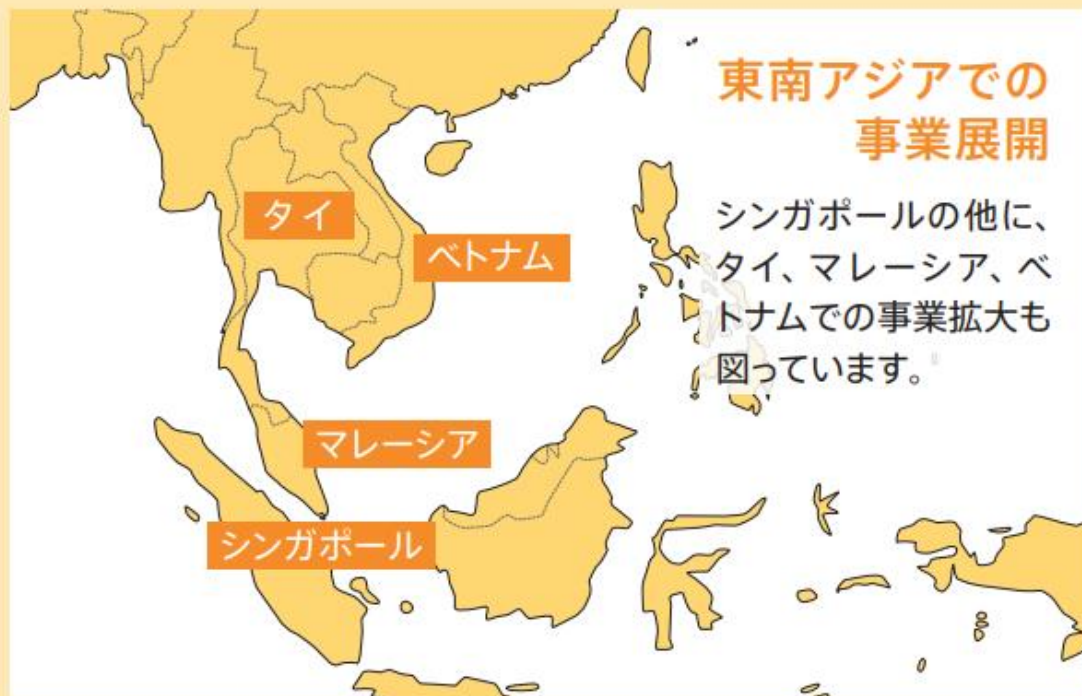 東南アジアでの
事業展開
シンガポールの他に、
タイ、マレーシア、ベ
トナムでの事業拡大も
図っています。
タイ
ベトナム
マレーシア
シンガポール